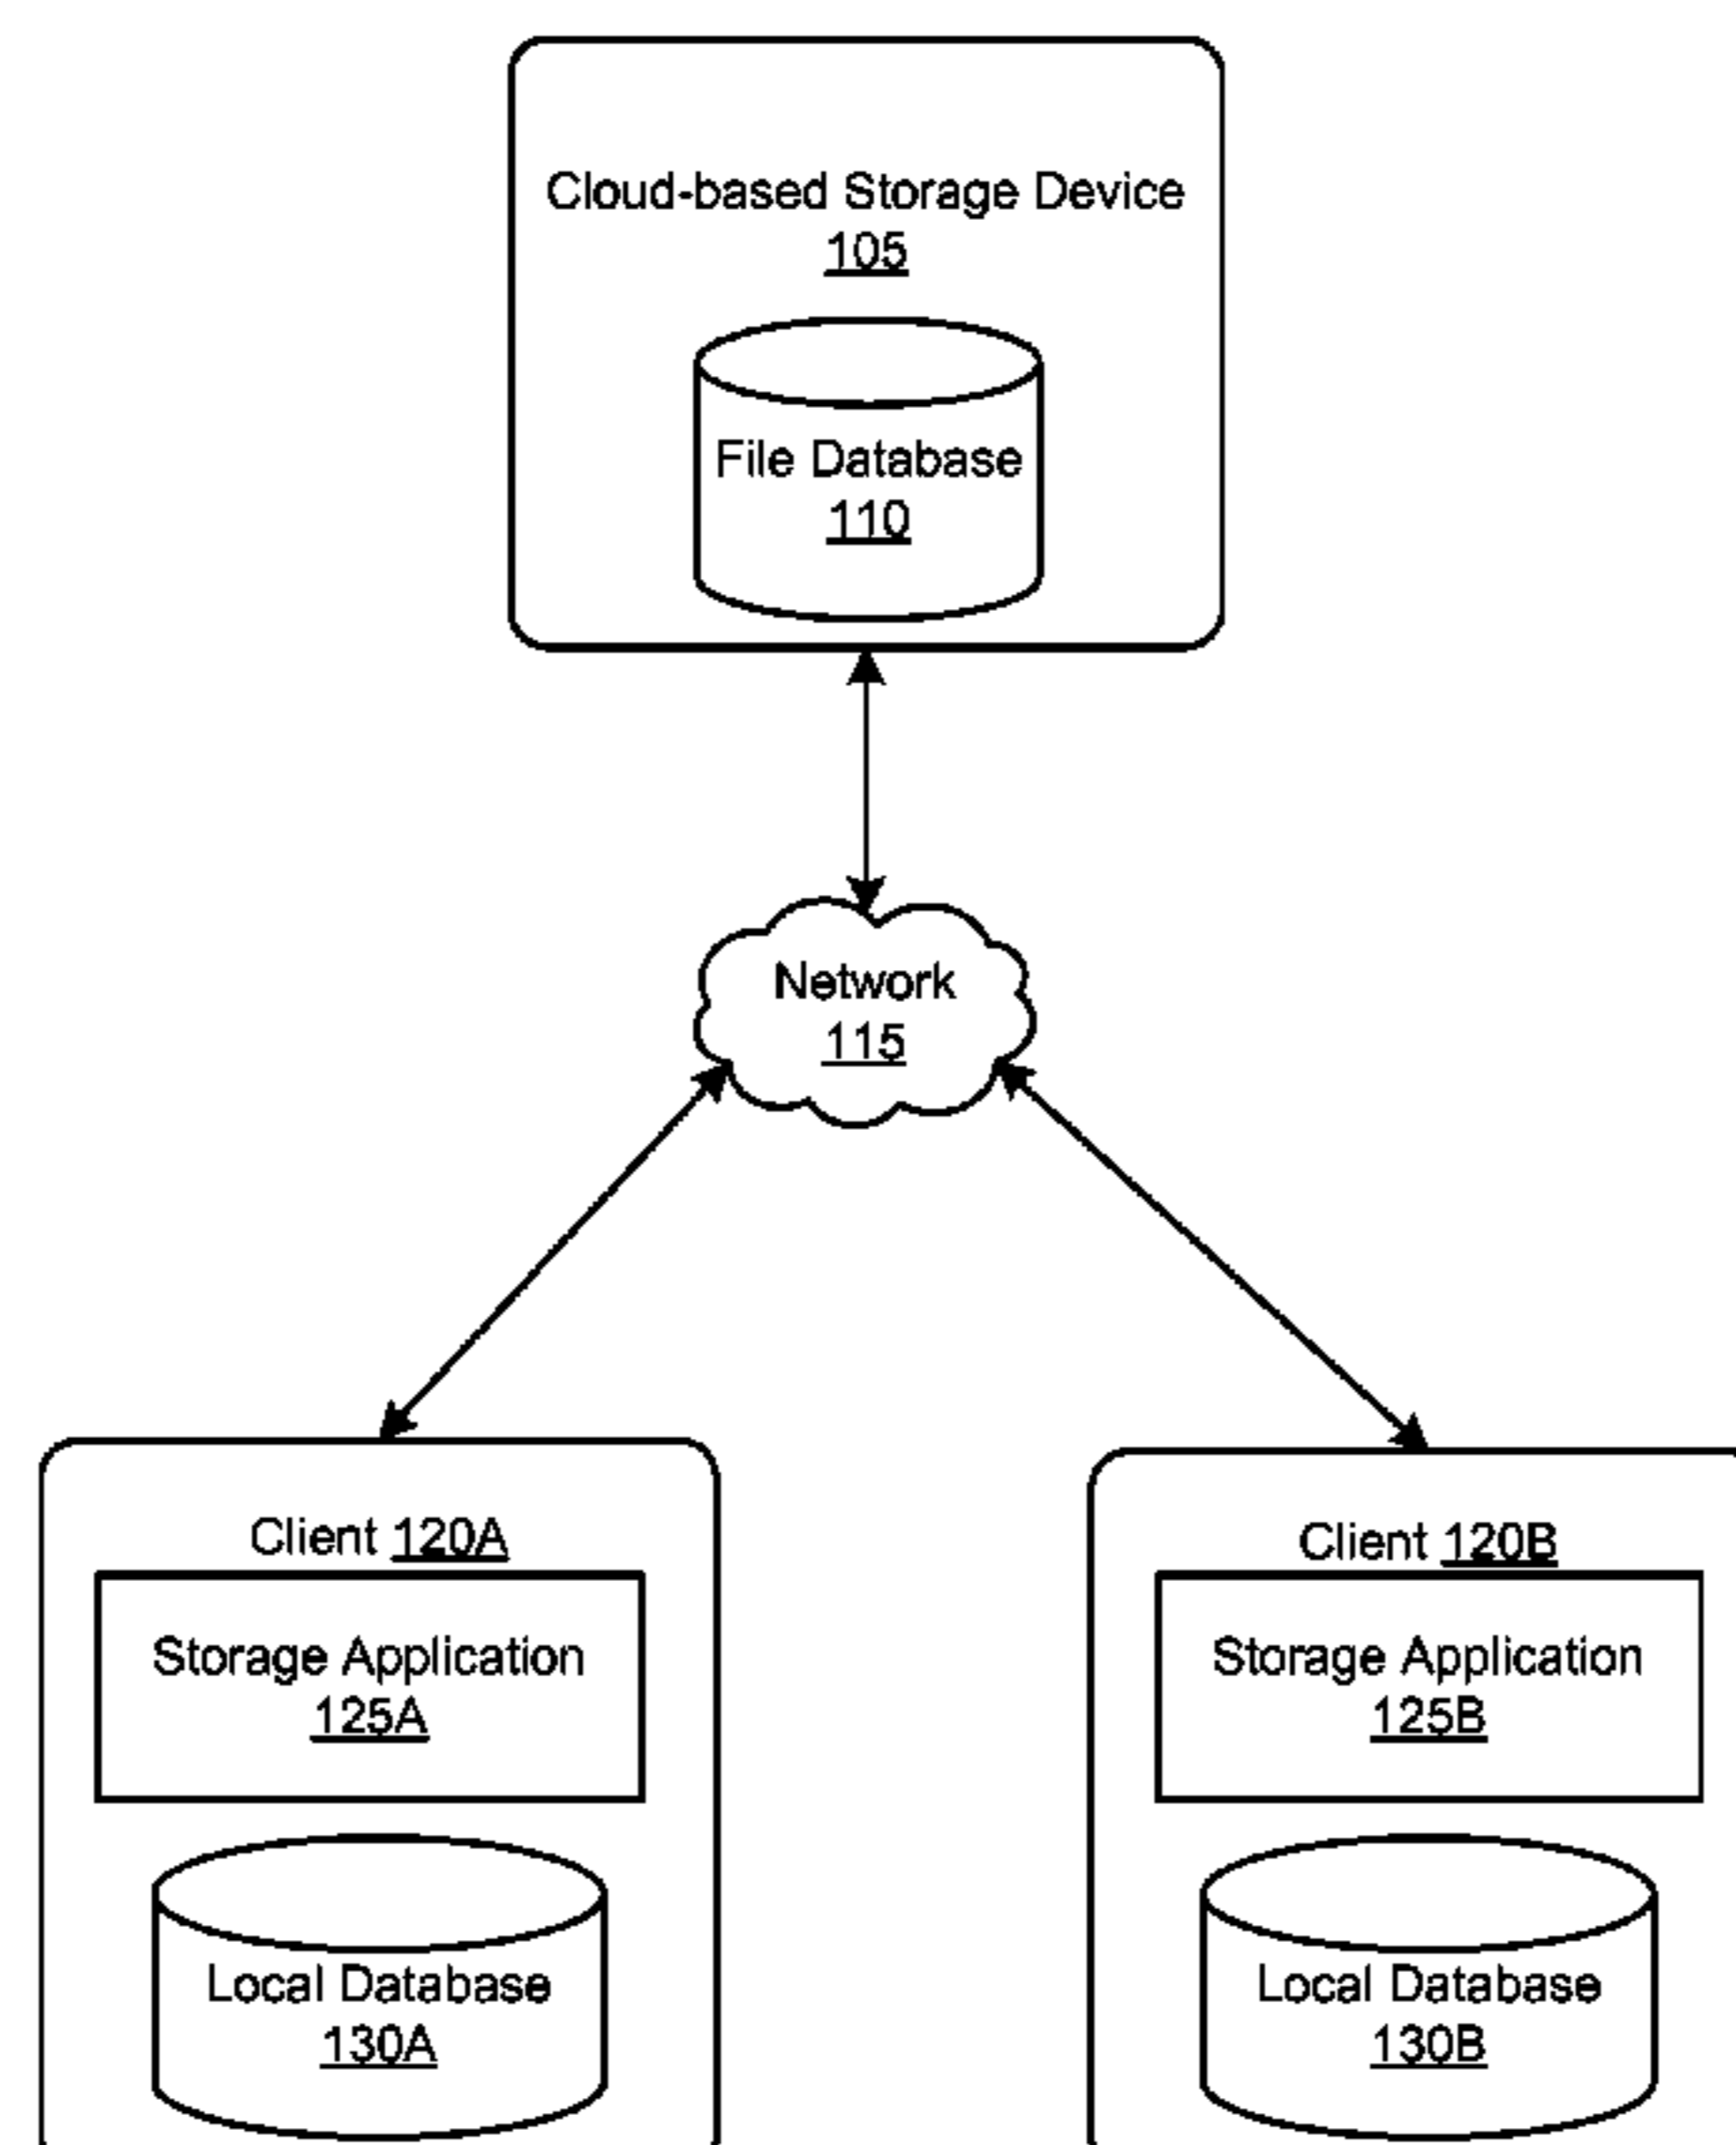 Cloud-based Storage Device
105
File Database
110
Network
115
Client 120A
Storage Application
125A
Local Database
130A
Client 120B
Storage Application
125B
Local Database
130B